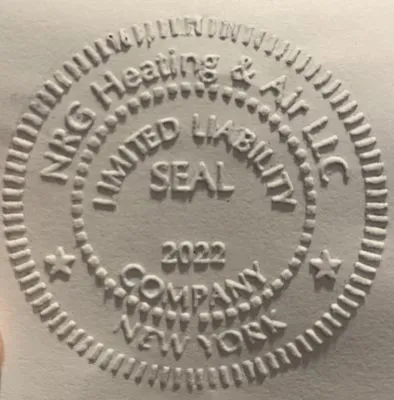 NRG Heating & Air LLC
LIMITED LIABILITY
SEAL
2022
COMPANY
NEW YORK